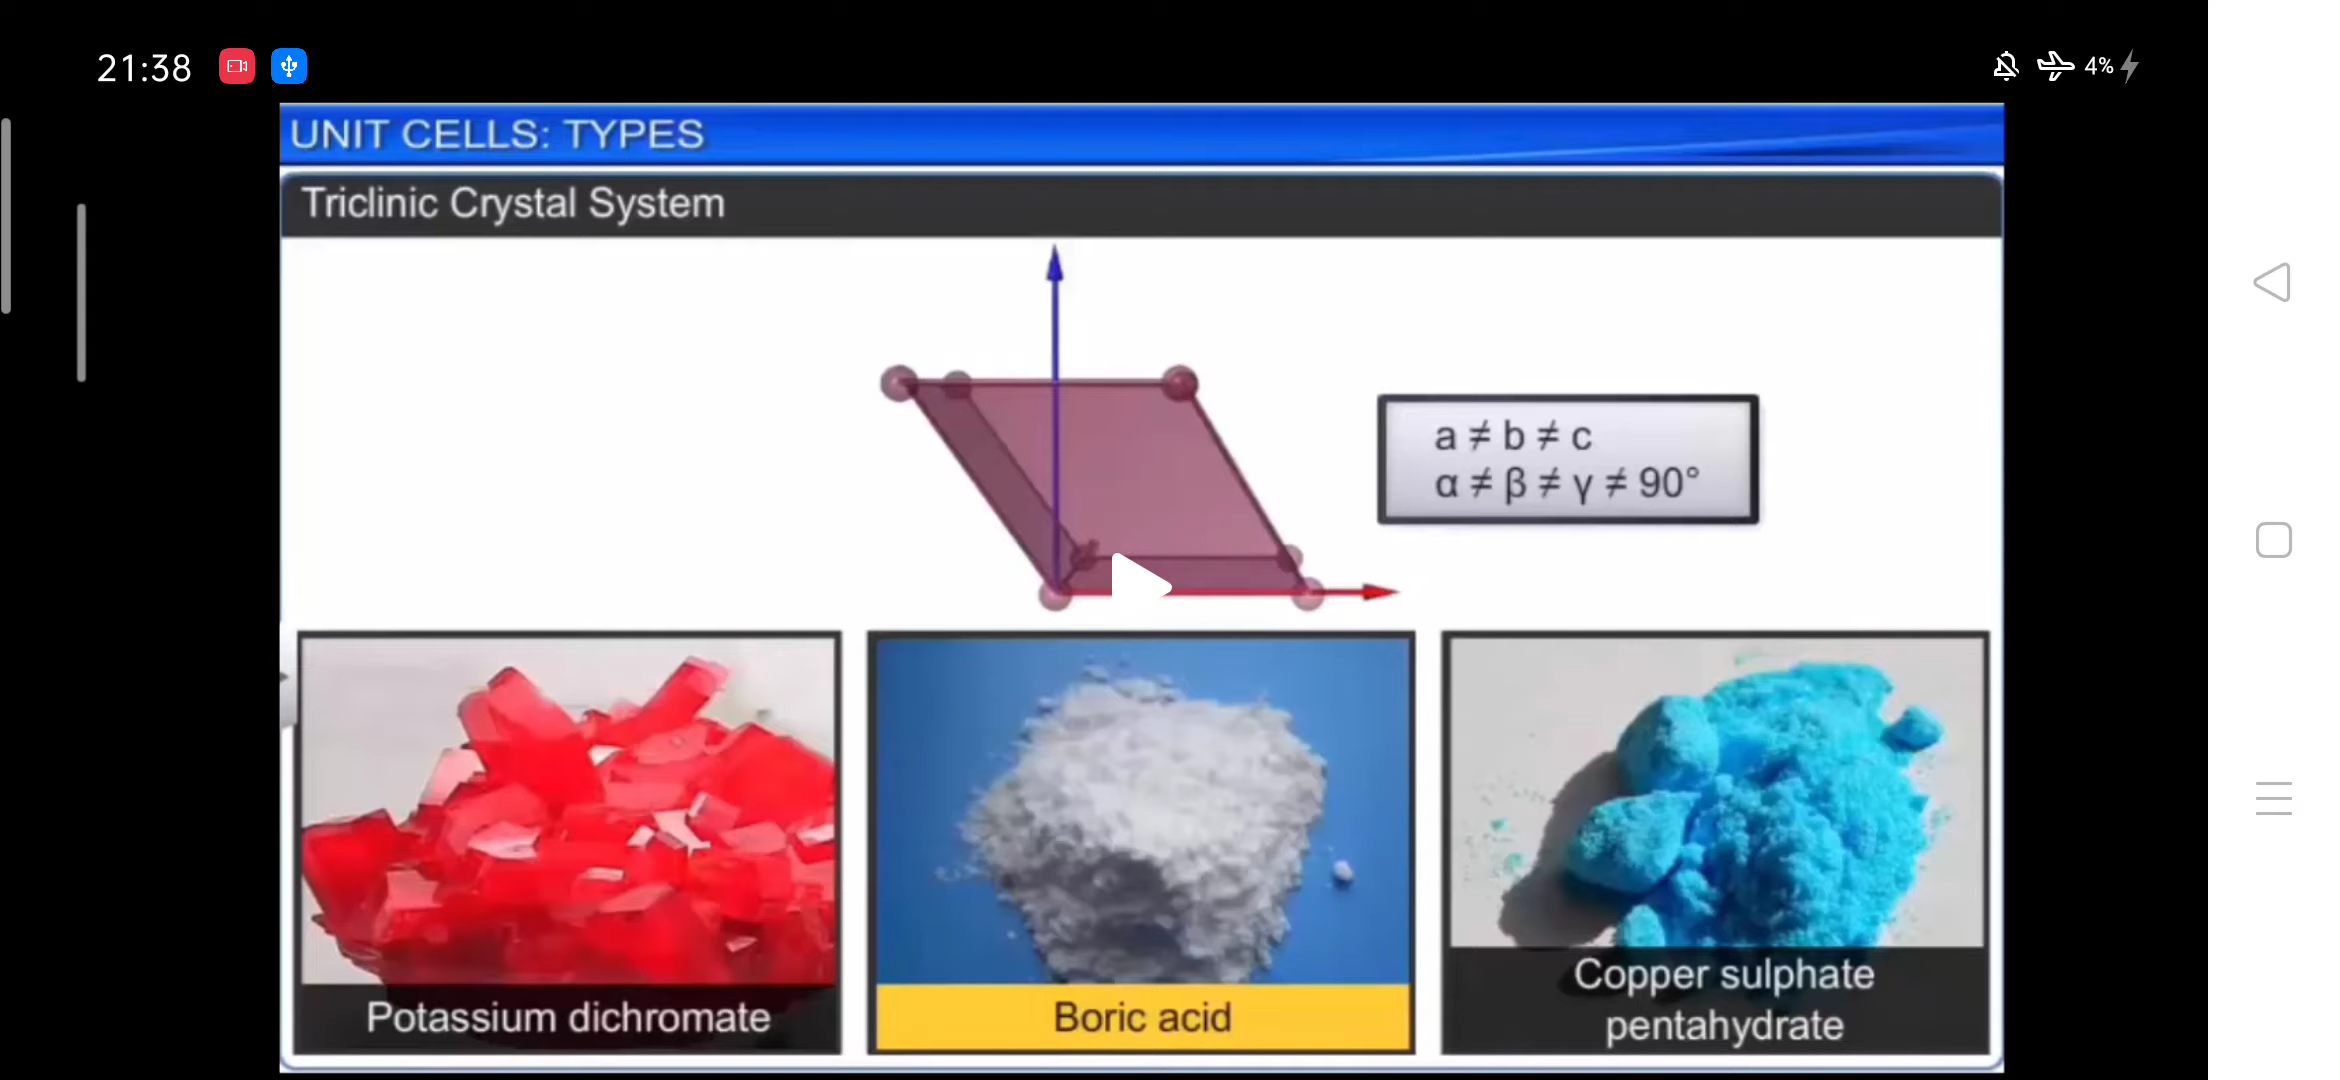 21:38
4%
UNIT CELLS: TYPES
Triclinic Crystal System
a ≠ b ≠ c
α ≠ β ≠ γ ≠ 90°
Potassium dichromate
Boric acid
Copper sulphate
pentahydrate